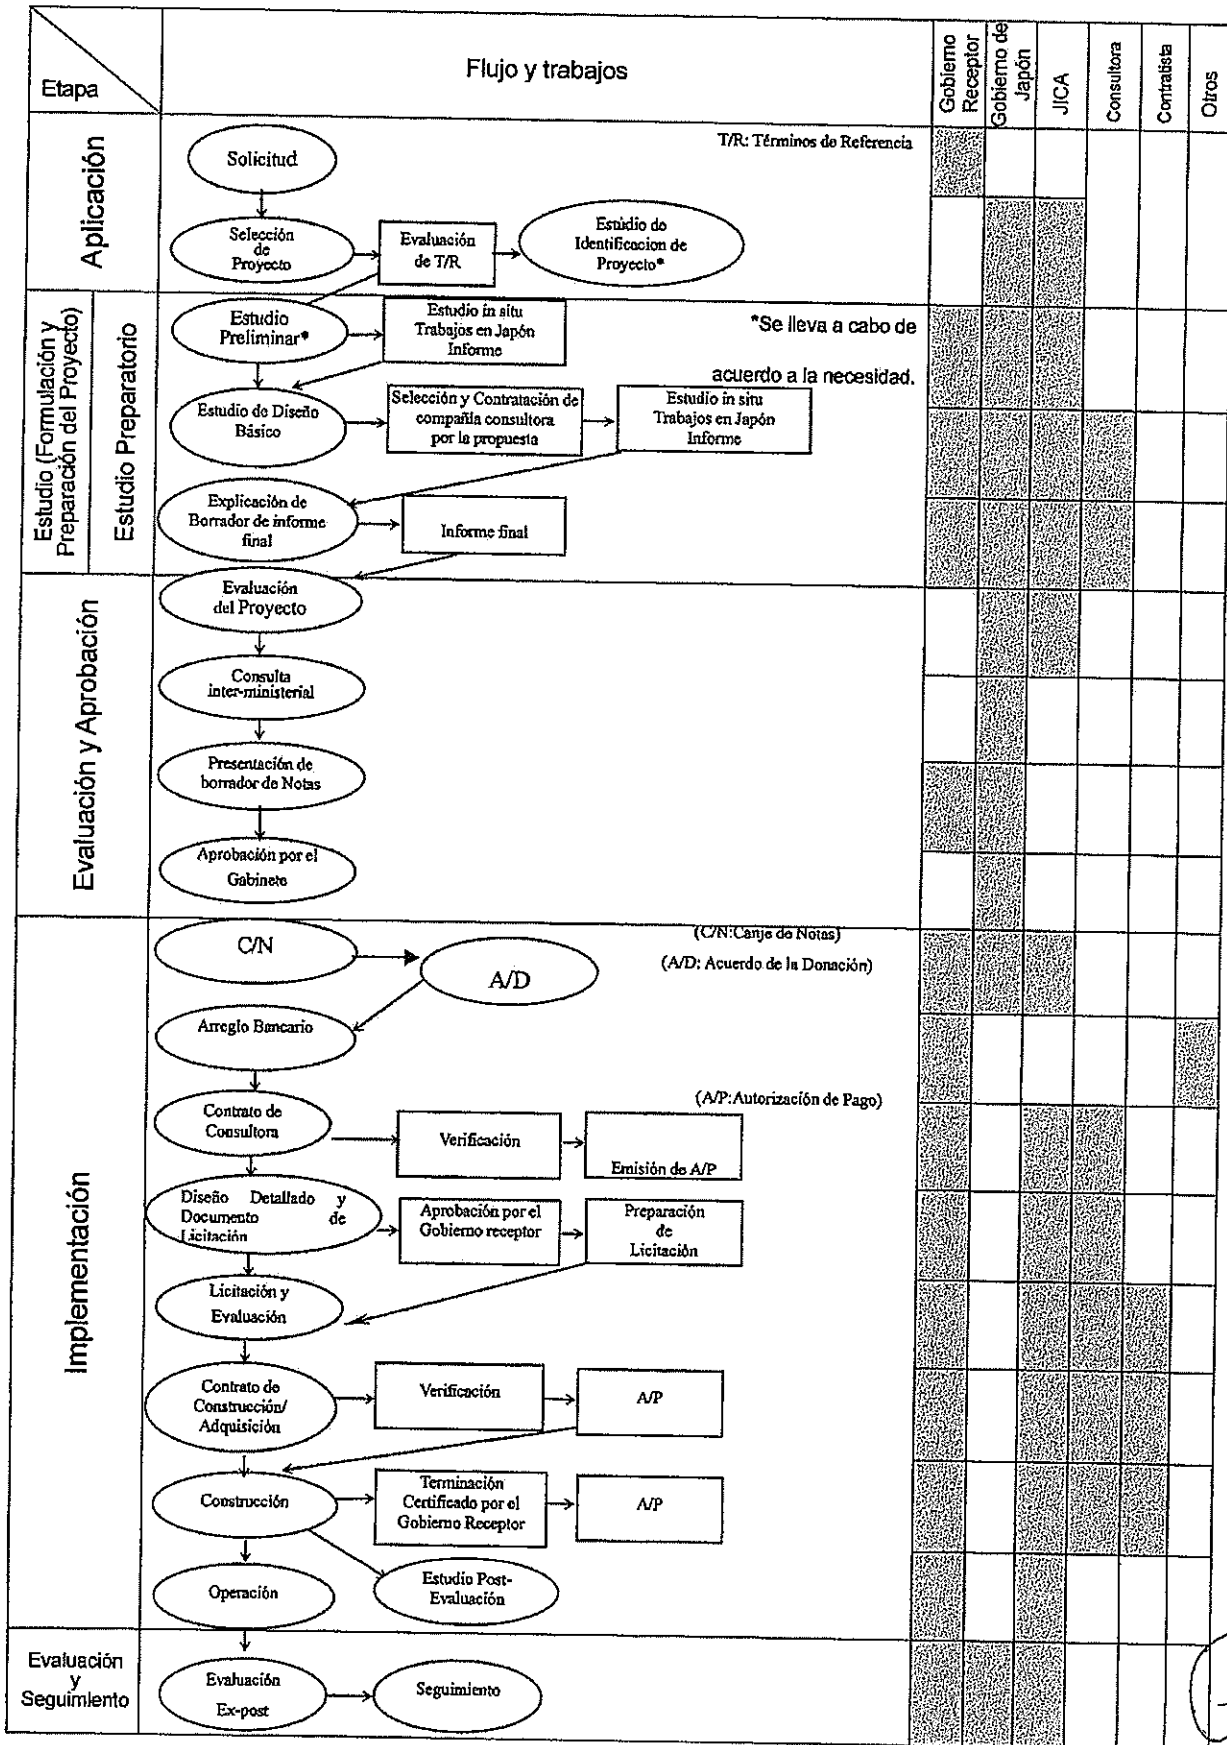 Etapa
Flujo y trabajos
Gobierno
Receptor
Gobierno de
Japón
JICA
Consultora
Contratista
Otros
Aplicación
T/R: Términos de Referencia
Solicitud
Selección
de
Proyecto
Evaluación
de T/R
Estudio de
Identificacion de
Proyecto*
Estudio (Formulación y
Preparación del Proyecto)
Estudio Preparatorio
Estudio
Preliminar*
Estudio in situ
Trabajos en Japón
Informe
*Se lleva a cabo de
acuerdo a la necesidad.
Estudio de Diseño
Básico
Selección y Contratación de
compañía consultora
por la propuesta
Estudio in situ
Trabajos en Japón
Informe
Explicación de
Borrador de informe
final
Informe final
Evaluación y Aprobación
Evaluación
del Proyecto
Consulta
inter-ministerial
Presentación de
borrador de Notas
Aprobación por el
Gabinete
Implementación
C/N
A/D
(C/N:Canje de Notas)
(A/D: Acuerdo de la Donación)
Arreglo Bancario
(A/P:Autorización de Pago)
Contrato de
Consultora
Verificación
Emisión de A/P
Diseño Detallado y
Documento de
Licitación
Aprobación por el
Gobierno receptor
Preparación
de
Licitación
Licitación y
Evaluación
Contrato de
Construcción/
Adquisición
Verificación
A/P
Construcción
Terminación
Certificado por el
Gobierno Receptor
A/P
Operación
Estudio Post-
Evaluación
Evaluación
y
Seguimiento
Evaluación
Ex-post
Seguimiento